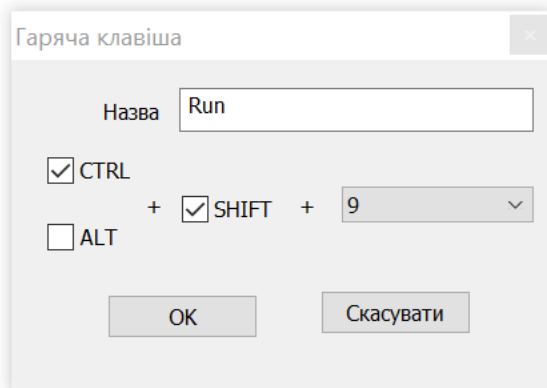 Гаряча клавіша
Назва Run
CTRL
+ SHIFT + 9
ALT
OK Скасувати